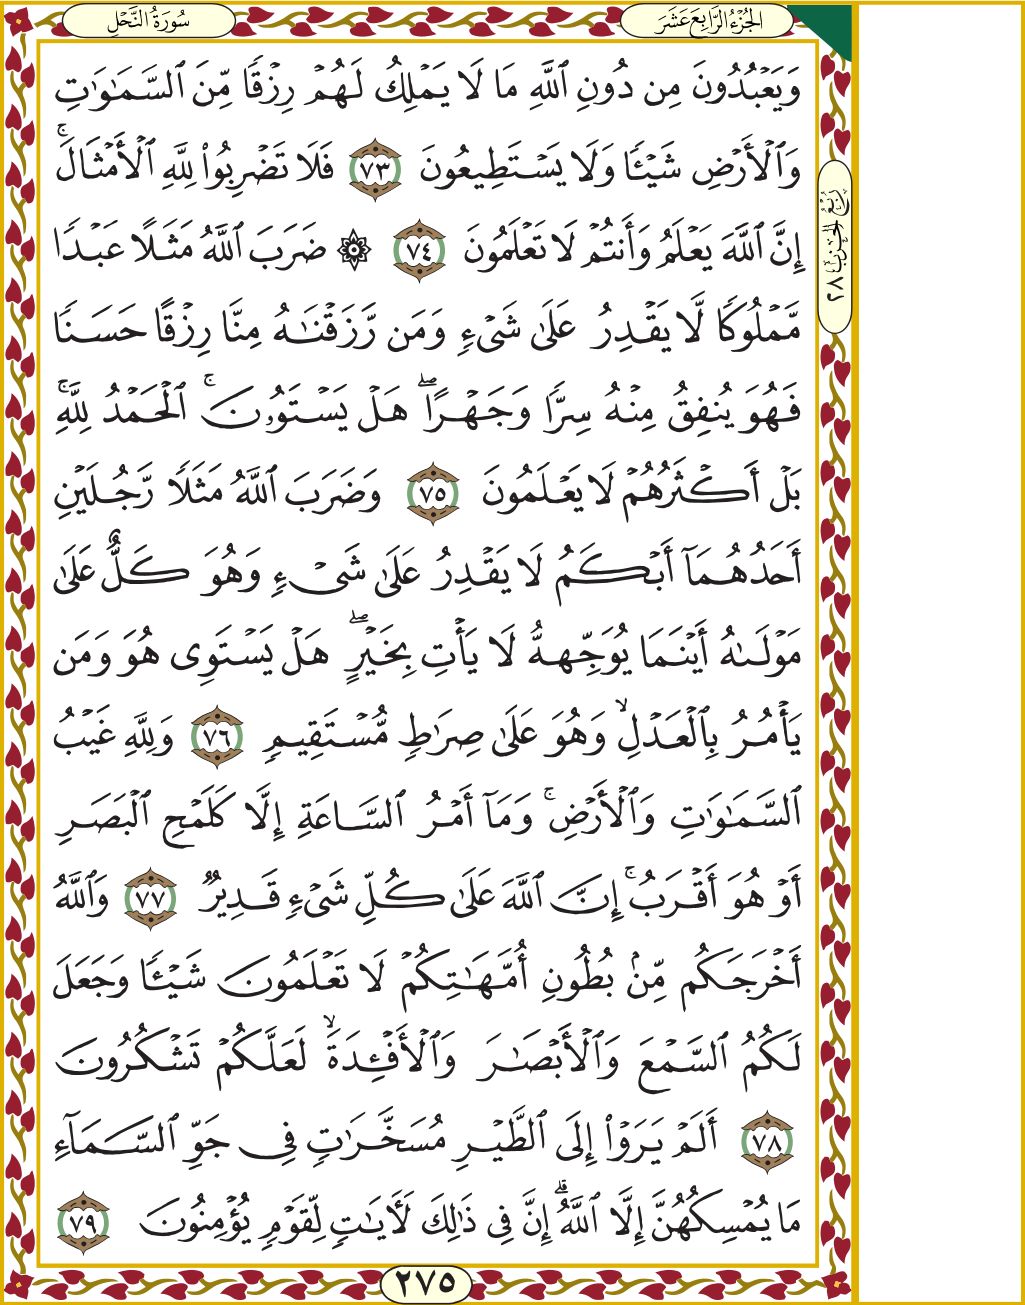 سُورَةُ النَّحْلِ
الجُزْءُ الرَّابِعَ عَشَرَ
وَيَعْبُدُونَ مِن دُونِ ٱللَّهِ مَا لَا يَمْلِكُ لَهُمْ رِزْقًا مِّنَ ٱلسَّمَٰوَٰتِ
وَٱلْأَرْضِ شَيْـًٔا وَلَا يَسْتَطِيعُونَ ٧٣ فَلَا تَضْرِبُوا۟ لِلَّهِ ٱلْأَمْثَالَ ۚ
إِنَّ ٱللَّهَ يَعْلَمُ وَأَنتُمْ لَا تَعْلَمُونَ ٧٤ ۞ ضَرَبَ ٱللَّهُ مَثَلًا عَبْدًا
مَّمْلُوكًا لَّا يَقْدِرُ عَلَىٰ شَىْءٍ وَمَن رَّزَقْنَٰهُ مِنَّا رِزْقًا حَسَنًا
فَهُوَ يُنفِقُ مِنْهُ سِرًّا وَجَهْرًا ۖ هَلْ يَسْتَوُۥنَ ۚ ٱلْحَمْدُ لِلَّهِ ۚ
بَلْ أَكْثَرُهُمْ لَا يَعْلَمُونَ ٧٥ وَضَرَبَ ٱللَّهُ مَثَلًا رَّجُلَيْنِ
أَحَدُهُمَآ أَبْكَمُ لَا يَقْدِرُ عَلَىٰ شَىْءٍ وَهُوَ كَلٌّ عَلَىٰ
مَوْلَىٰهُ أَيْنَمَا يُوَجِّههُّ لَا يَأْتِ بِخَيْرٍ ۖ هَلْ يَسْتَوِى هُوَ وَمَن
يَأْمُرُ بِٱلْعَدْلِ ۙ وَهُوَ عَلَىٰ صِرَٰطٍ مُّسْتَقِيمٍ ٧٦ وَلِلَّهِ غَيْبُ
ٱلسَّمَٰوَٰتِ وَٱلْأَرْضِ ۚ وَمَآ أَمْرُ ٱلسَّاعَةِ إِلَّا كَلَمْحِ ٱلْبَصَرِ
أَوْ هُوَ أَقْرَبُ ۚ إِنَّ ٱللَّهَ عَلَىٰ كُلِّ شَىْءٍ قَدِيرٌ ٧٧ وَٱللَّهُ
أَخْرَجَكُم مِّنۢ بُطُونِ أُمَّهَٰتِكُمْ لَا تَعْلَمُونَ شَيْـًٔا وَجَعَلَ
لَكُمُ ٱلسَّمْعَ وَٱلْأَبْصَٰرَ وَٱلْأَفْـِٔدَةَ ۙ لَعَلَّكُمْ تَشْكُرُونَ
٧٨ أَلَمْ يَرَوْا۟ إِلَى ٱلطَّيْرِ مُسَخَّرَٰتٍ فِى جَوِّ ٱلسَّمَآءِ
مَا يُمْسِكُهُنَّ إِلَّا ٱللَّهُ ۗ إِنَّ فِى ذَٰلِكَ لَءَايَٰتٍ لِّقَوْمٍ يُؤْمِنُونَ ٧٩
رُبْعُ الْحِزْبِ ٢٨
٢٧٥